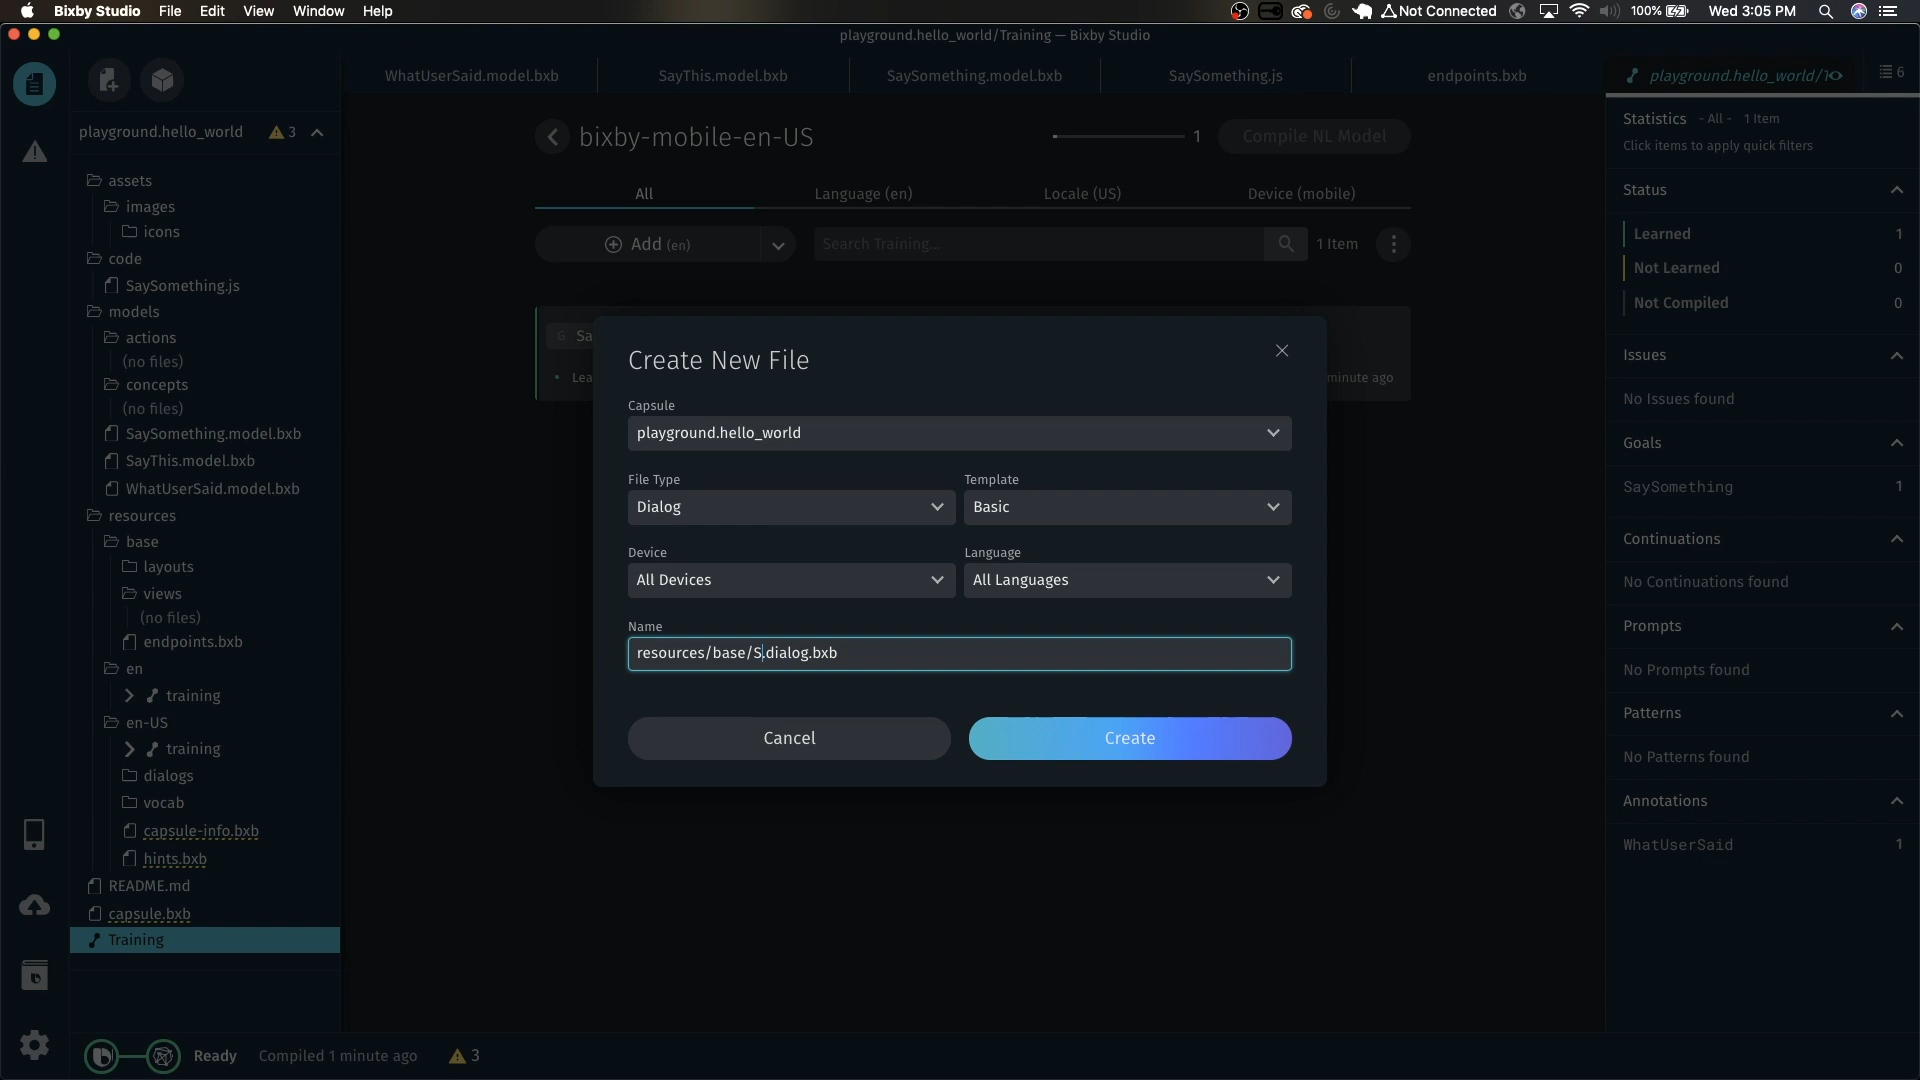 Bixby Studio File Edit View Window Help
Not Connected 100% Wed 3:05 PM
playground.hello_world/Training — Bixby Studio
WhatUserSaid.model.bxb SayThis.model.bxb SaySomething.model.bxb SaySomething.js endpoints.bxb playground.hello_world/ 6
playground.hello_world 3
assets
images
icons
code
SaySomething.js
models
actions
(no files)
concepts
(no files)
SaySomething.model.bxb
SayThis.model.bxb
WhatUserSaid.model.bxb
resources
base
layouts
views
(no files)
endpoints.bxb
en
training
en-US
training
dialogs
vocab
capsule-info.bxb
hints.bxb
README.md
capsule.bxb
Training
Ready Compiled 1 minute ago 3
bixby-mobile-en-US 1 Compile NL Model
All Language (en) Locale (US) Device (mobile)
Add (en) Search Training... 1 Item
G Sa
Lea minute ago
Create New File
Capsule
playground.hello_world
File Type Template
Dialog Basic
Device Language
All Devices All Languages
Name
resources/base/S.dialog.bxb
Cancel Create
Statistics - All - 1 Item
Click items to apply quick filters
Status
Learned 1
Not Learned 0
Not Compiled 0
Issues
No Issues found
Goals
SaySomething 1
Continuations
No Continuations found
Prompts
No Prompts found
Patterns
No Patterns found
Annotations
WhatUserSaid 1